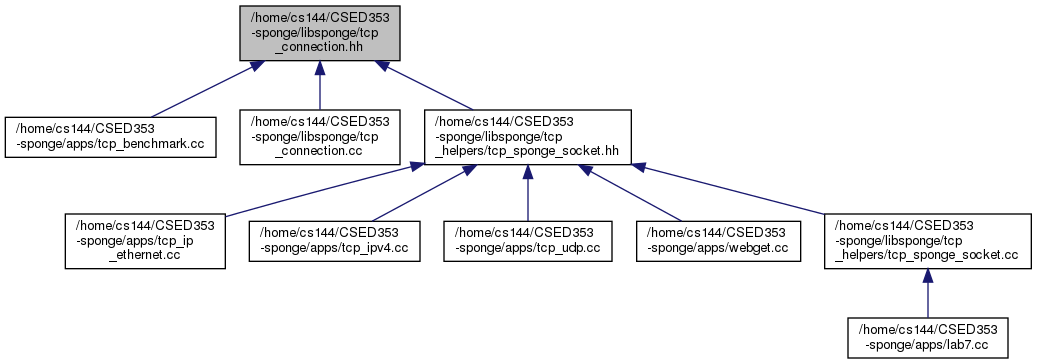 /home/cs144/CSED353
-sponge/libsponge/tcp
_connection.hh
/home/cs144/CSED353
-sponge/apps/tcp_benchmark.cc
/home/cs144/CSED353
-sponge/libsponge/tcp
_connection.cc
/home/cs144/CSED353
-sponge/libsponge/tcp
_helpers/tcp_sponge_socket.hh
/home/cs144/CSED353
-sponge/apps/tcp_ip
_ethernet.cc
/home/cs144/CSED353
-sponge/apps/tcp_ipv4.cc
/home/cs144/CSED353
-sponge/apps/tcp_udp.cc
/home/cs144/CSED353
-sponge/apps/webget.cc
/home/cs144/CSED353
-sponge/libsponge/tcp
_helpers/tcp_sponge_socket.cc
/home/cs144/CSED353
-sponge/apps/lab7.cc